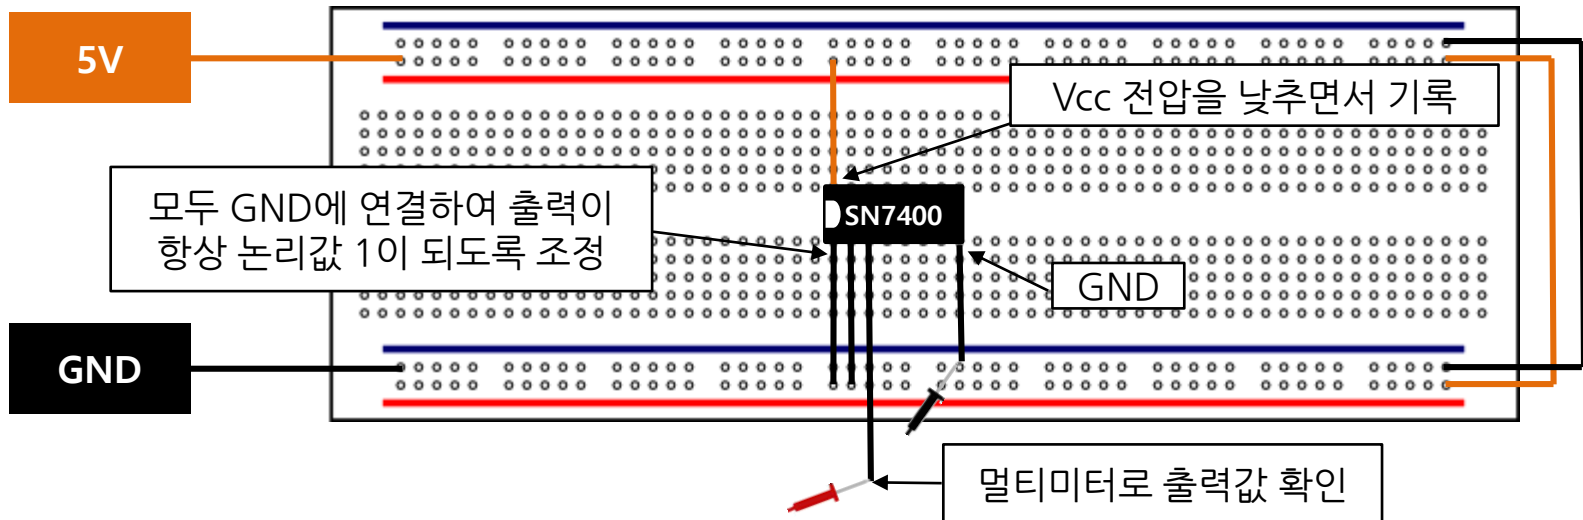 5V
Vcc 전압을 낮추면서 기록
모두 GND에 연결하여 출력이
항상 논리값 1이 되도록 조정
SN7400
GND
GND
멀티미터로 출력값 확인